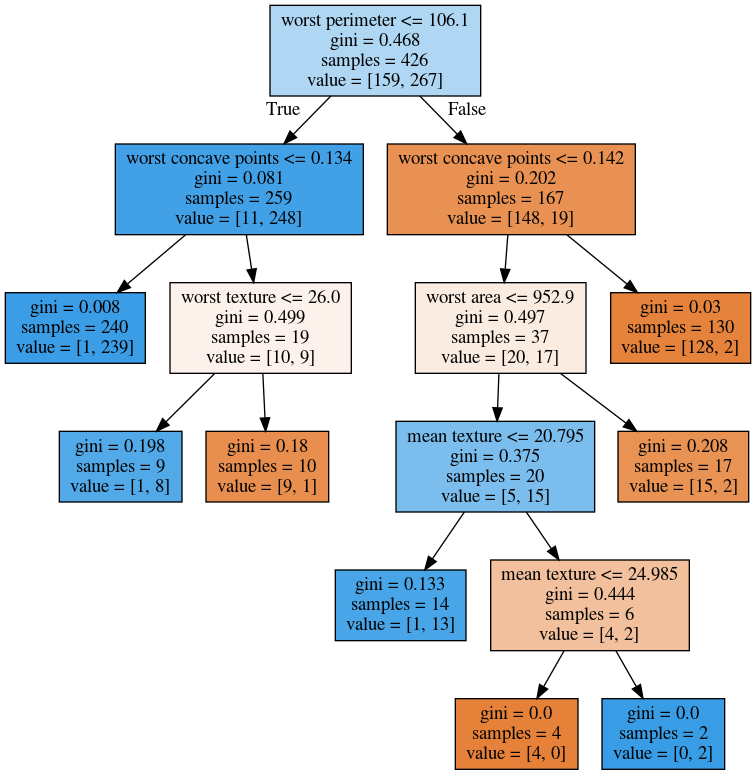 worst perimeter <= 106.1
gini = 0.468
samples = 426
value = [159, 267]
True
False
worst concave points <= 0.134
gini = 0.081
samples = 259
value = [11, 248]
worst concave points <= 0.142
gini = 0.202
samples = 167
value = [148, 19]
gini = 0.008
samples = 240
value = [1, 239]
worst texture <= 26.0
gini = 0.499
samples = 19
value = [10, 9]
worst area <= 952.9
gini = 0.497
samples = 37
value = [20, 17]
gini = 0.03
samples = 130
value = [128, 2]
gini = 0.198
samples = 9
value = [1, 8]
gini = 0.18
samples = 10
value = [9, 1]
mean texture <= 20.795
gini = 0.375
samples = 20
value = [5, 15]
gini = 0.208
samples = 17
value = [15, 2]
gini = 0.133
samples = 14
value = [1, 13]
mean texture <= 24.985
gini = 0.444
samples = 6
value = [4, 2]
gini = 0.0
samples = 4
value = [4, 0]
gini = 0.0
samples = 2
value = [0, 2]